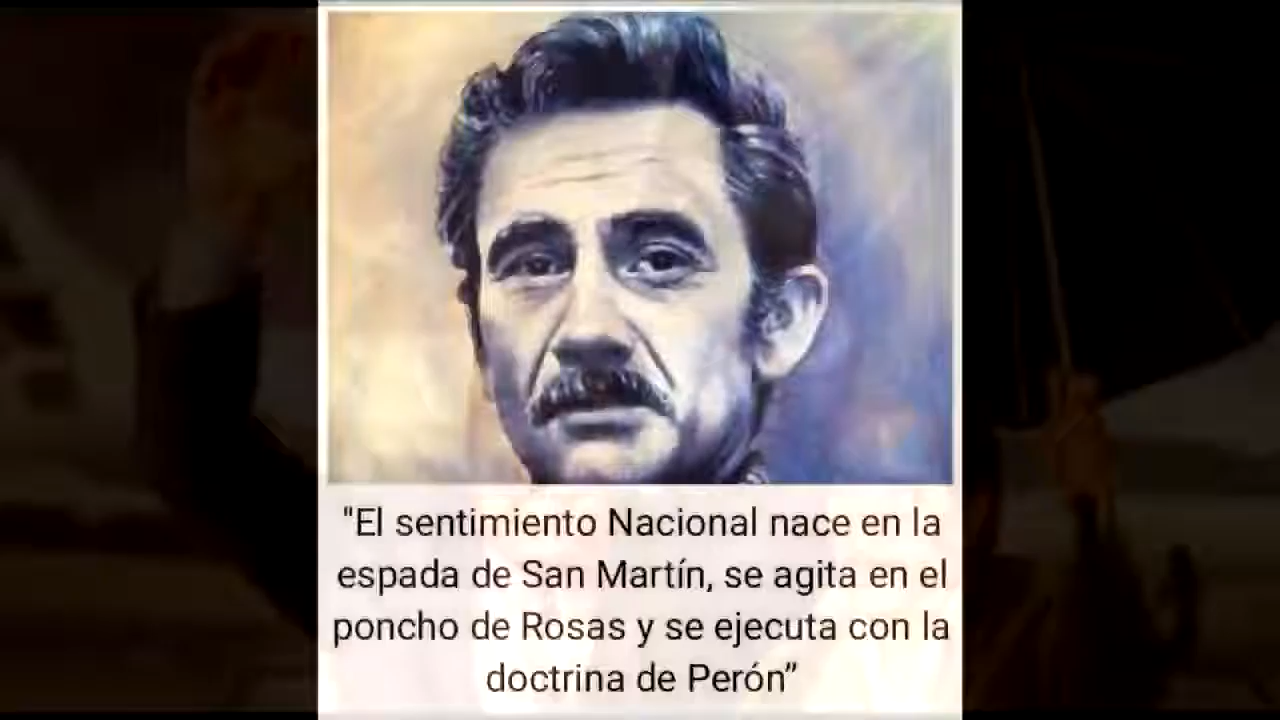 "El sentimiento Nacional nace en la
espada de San Martín, se agita en el
poncho de Rosas y se ejecuta con la
doctrina de Perón”